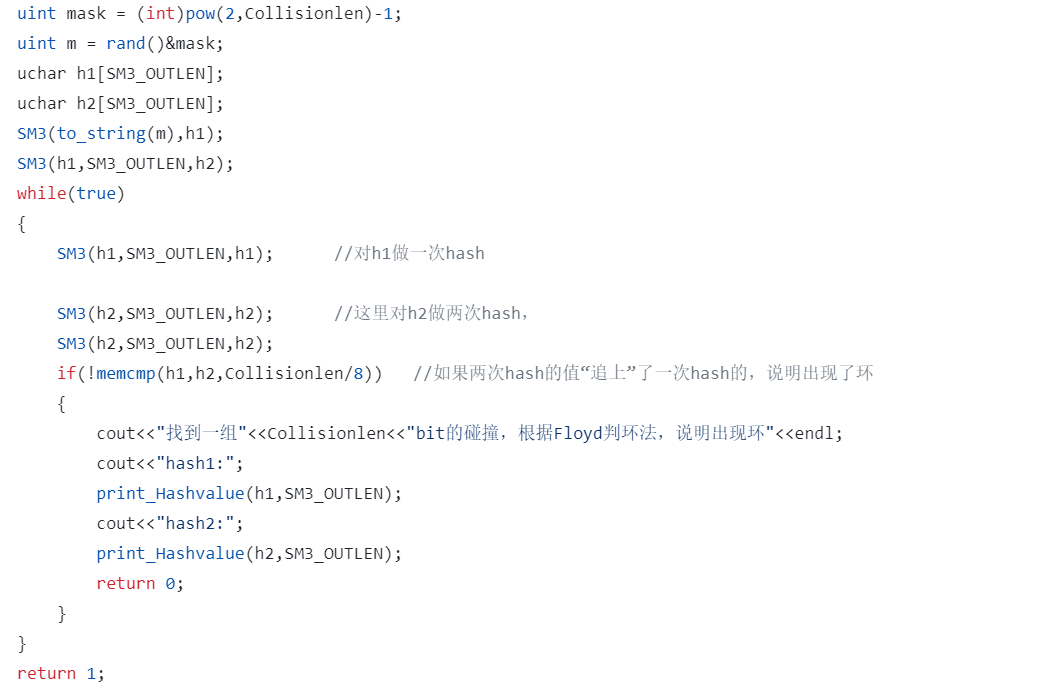 uint mask = (int)pow(2,Collisionlen)-1;
uint m = rand()&mask;
uchar h1[SM3_OUTLEN];
uchar h2[SM3_OUTLEN];
SM3(to_string(m),h1);
SM3(h1,SM3_OUTLEN,h2);
while(true)
{
    SM3(h1,SM3_OUTLEN,h1);      //对h1做一次hash
    SM3(h2,SM3_OUTLEN,h2);      //这里对h2做两次hash，
    SM3(h2,SM3_OUTLEN,h2);
    if(!memcmp(h1,h2,Collisionlen/8))   //如果两次hash的值“追上”了一次hash的，说明出现了环
    {
        cout<<"找到一组"<<Collisionlen<<"bit的碰撞，根据Floyd判环法，说明出现环"<<endl;
        cout<<"hash1:";
        print_Hashvalue(h1,SM3_OUTLEN);
        cout<<"hash2:";
        print_Hashvalue(h2,SM3_OUTLEN);
        return 0;
    }
}
return 1;